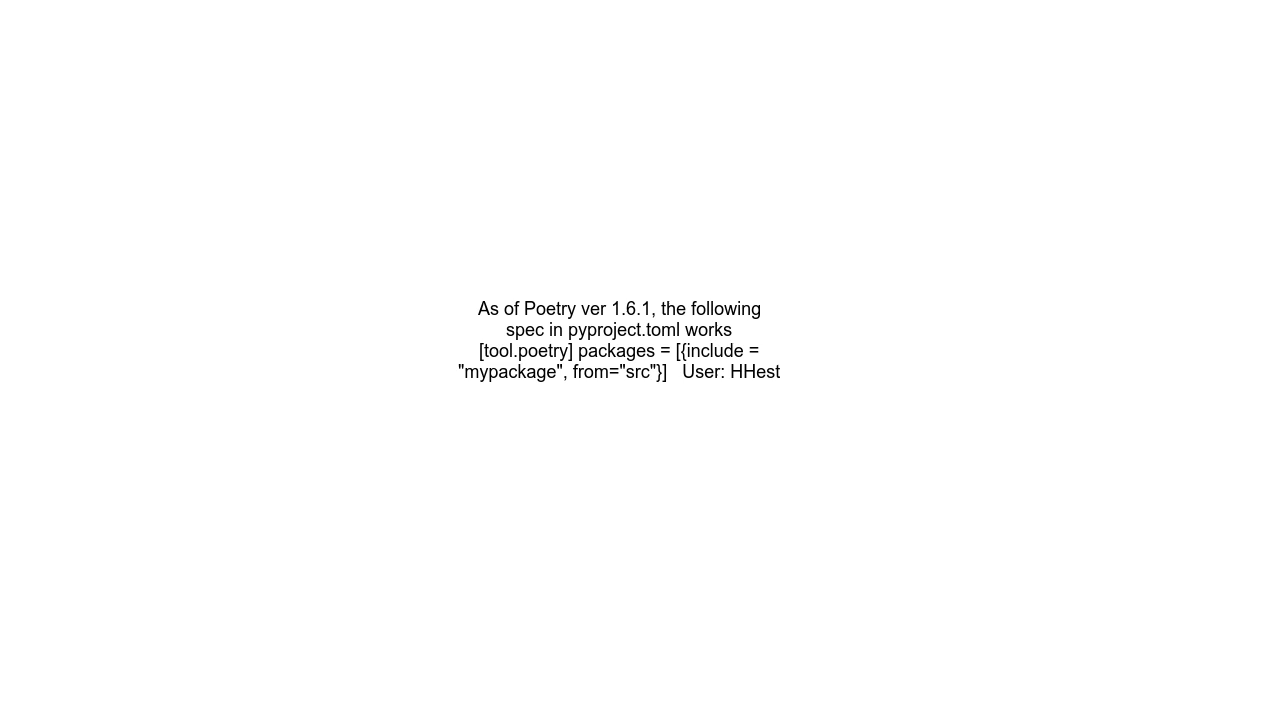 As of Poetry ver 1.6.1, the following
spec in pyproject.toml works
[tool.poetry] packages = [{include =
"mypackage", from="src"}]   User: HHest